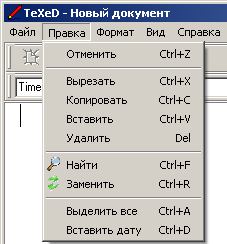 TeXeD - Новый документ
Файл Правка Формат Вид Справка
Отменить Ctrl+Z
Time
Вырезать Ctrl+X
Копировать Ctrl+C
Вставить Ctrl+V
Удалить Del
Найти Ctrl+F
Заменить Ctrl+R
Выделить все Ctrl+A
Вставить дату Ctrl+D